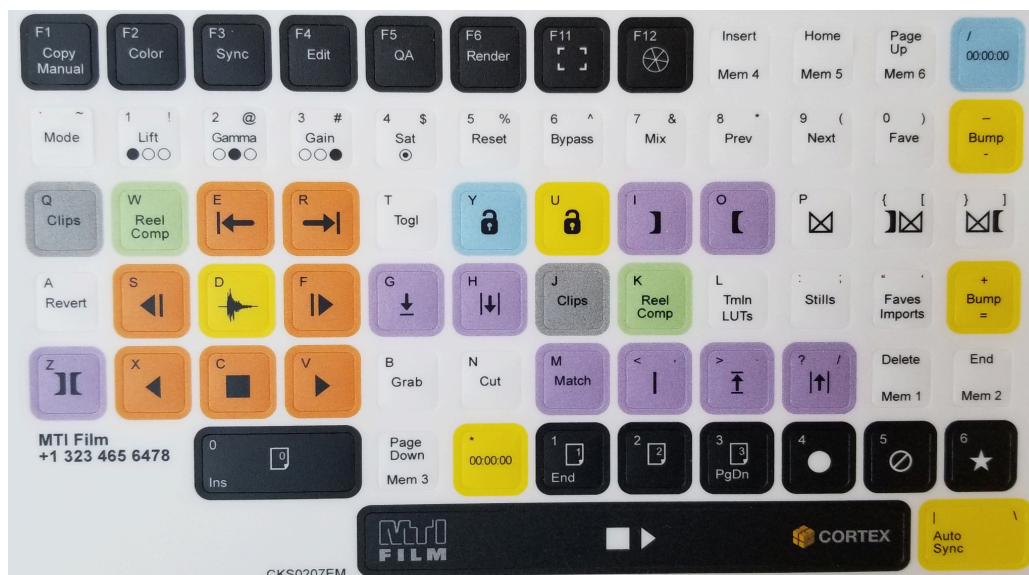 F1 F2 F3 F4 F5 F6 F11 F12 Insert Home Page Up /
Copy Manual Color Sync Edit QA Render Mem 4 Mem 5 Mem 6 00:00:00
` ~ 1 ! 2 @ 3 # 4 $ 5 % 6 ^ 7 & 8 * 9 ( 0 ) –
Mode Lift Gamma Gain Sat Reset Bypass Mix Prev Next Fave Bump
-
Q W E R T Y U I O P { [ } ]
Clips Reel Comp Togl
A S D F G H J K L : ; " ' +
Revert Clips Reel Comp Tmln LUTs Stills Faves Imports Bump
=
Z X C V B N M < , > . ? / Delete End
Grab Cut Match Mem 1 Mem 2
MTI Film
+1 323 465 6478
0 Page Down * 1 2 3 4 5 6
0 00:00:00 1 2 3
Ins Mem 3 End PgDn
MTI FILM CORTEX | \
Auto Sync
CKS0207FM